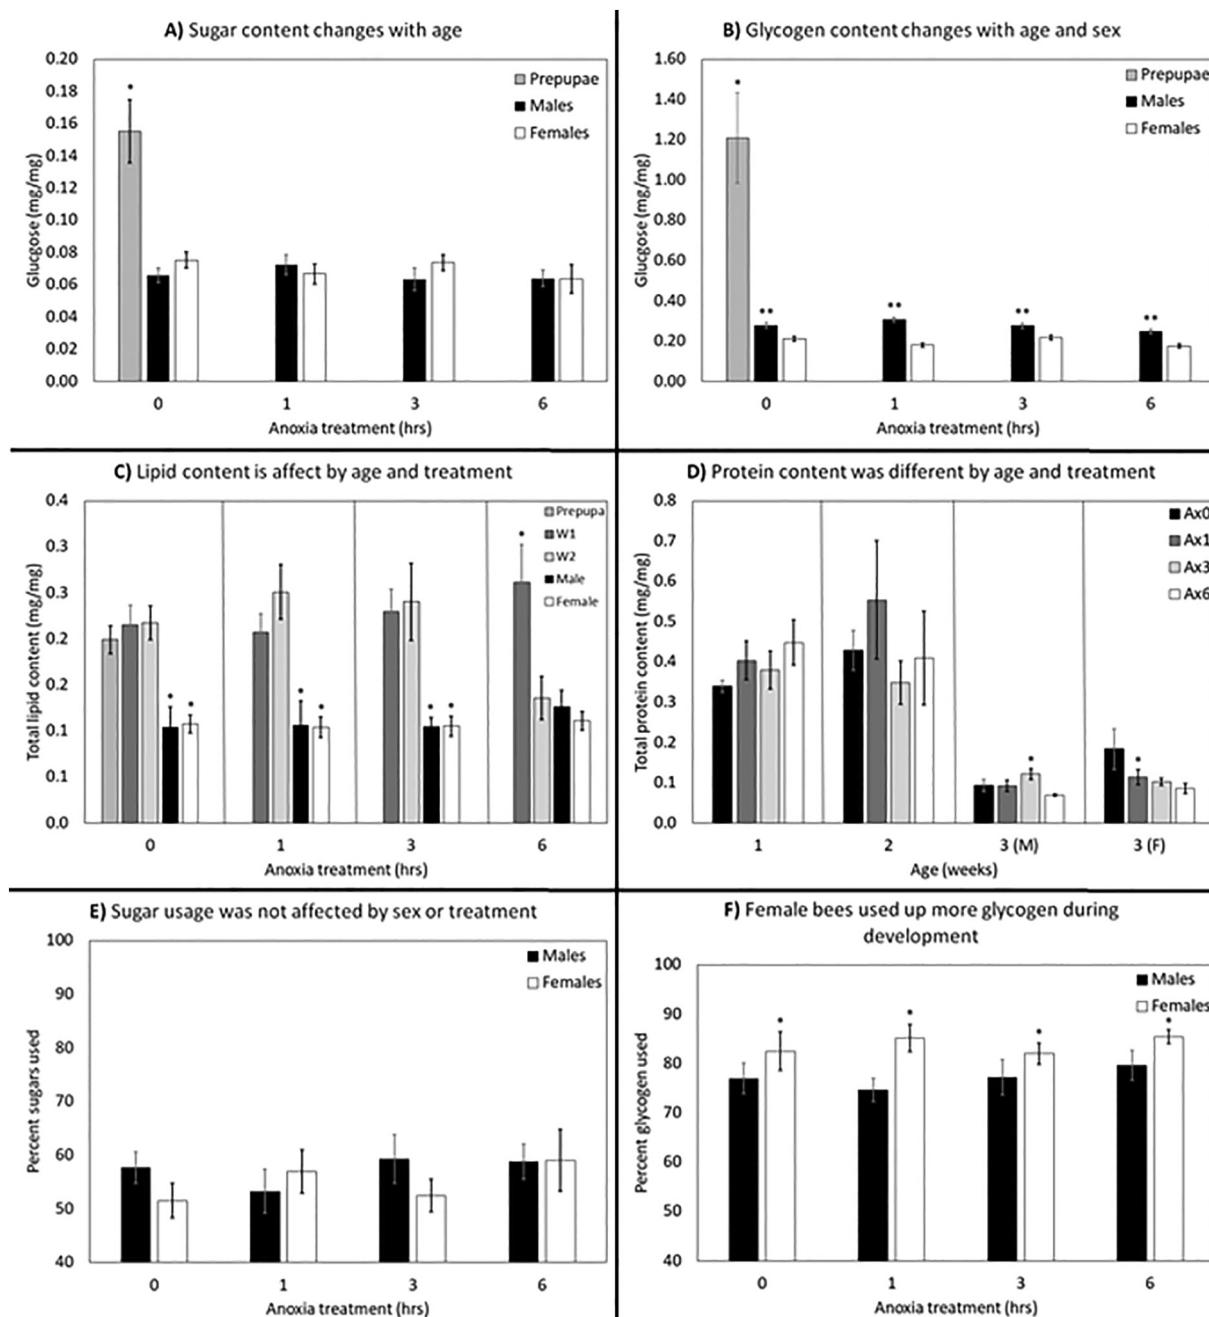 A) Sugar content changes with age
0.20
0.18
0.16
0.14
0.12
0.10
0.08
0.06
0.04
0.02
0.00
Glucgose (mg/mg)
Prepupae
Males
Females
*
0 1 3 6
Anoxia treatment (hrs)
B) Glycogen content changes with age and sex
1.60
1.40
1.20
1.00
0.80
0.60
0.40
0.20
0.00
Glucgose (mg/mg)
Prepupae
Males
Females
*
** ** ** **
0 1 3 6
Anoxia treatment (hrs)
C) Lipid content is affect by age and treatment
0.4
0.3
0.3
0.2
0.2
0.1
0.1
0.0
Total lipid content (mg/mg)
Prepupa
W1
W2
Male
Female
*
* * * * * *
0 1 3 6
Anoxia treatment (hrs)
D) Protein content was different by age and treatment
0.8
0.7
0.6
0.5
0.4
0.3
0.2
0.1
0.0
Total protein content (mg/mg)
Ax0
Ax1
Ax3
Ax6
* *
1 2 3 (M) 3 (F)
Age (weeks)
E) Sugar usage was not affected by sex or treatment
100
90
80
70
60
50
40
Percent sugars used
Males
Females
0 1 3 6
Anoxia treatment (hrs)
F) Female bees used up more glycogen during
development
100
90
80
70
60
50
40
Percent glycogen used
Males
Females
* * * *
0 1 3 6
Anoxia treatment (hrs)